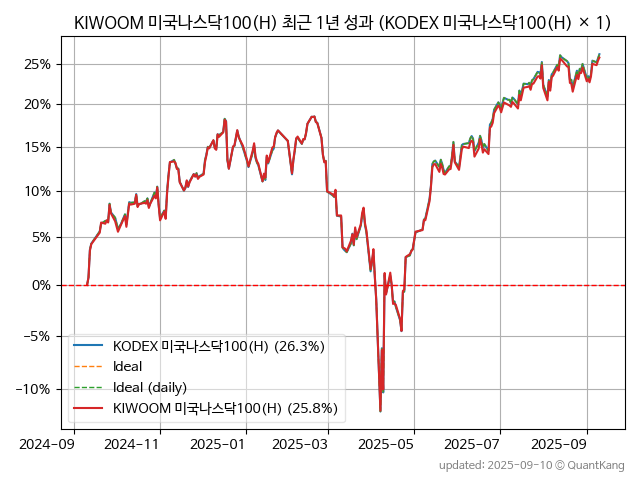 KIWOOM 미국나스닥100(H) 최근 1년 성과 (KODEX 미국나스닥100(H) × 1)
25%
20%
15%
10%
5%
0%
−5%
−10%
KODEX 미국나스닥100(H) (26.3%)
Ideal
Ideal (daily)
KIWOOM 미국나스닥100(H) (25.8%)
2024-09 2024-11 2025-01 2025-03 2025-05 2025-07 2025-09
updated: 2025-09-10 © QuantKang